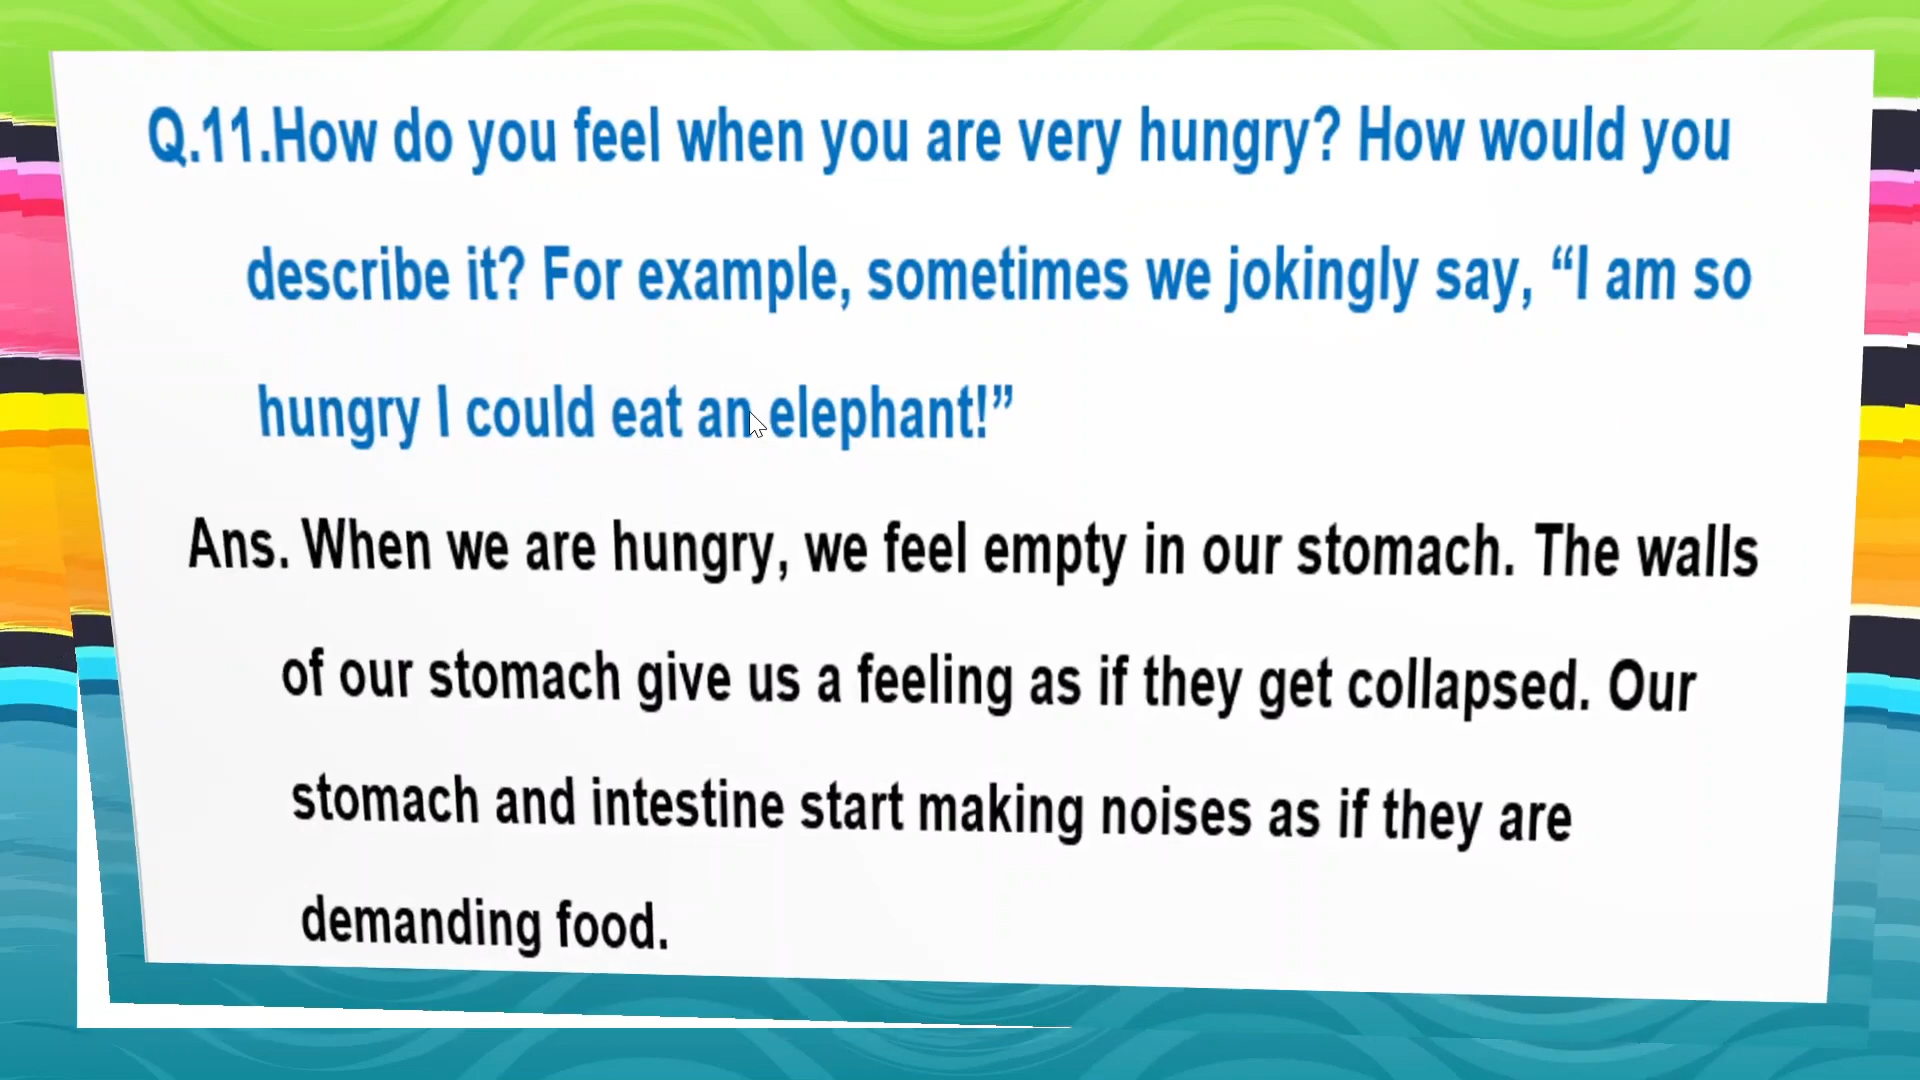 Q.11.How do you feel when you are very hungry? How would you
describe it? For example, sometimes we jokingly say, “I am so
hungry I could eat an elephant!”
Ans. When we are hungry, we feel empty in our stomach. The walls
of our stomach give us a feeling as if they get collapsed. Our
stomach and intestine start making noises as if they are
demanding food.